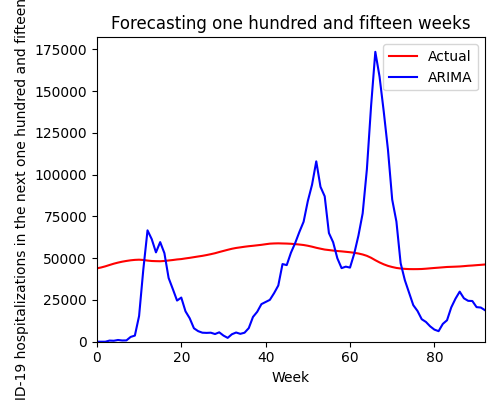 Forecasting one hundred and fifteen weeks
ID-19 hospitalizations in the next one hundred and fifteen
175000
150000
125000
100000
75000
50000
25000
0
Actual
ARIMA
0 20 40 60 80
Week